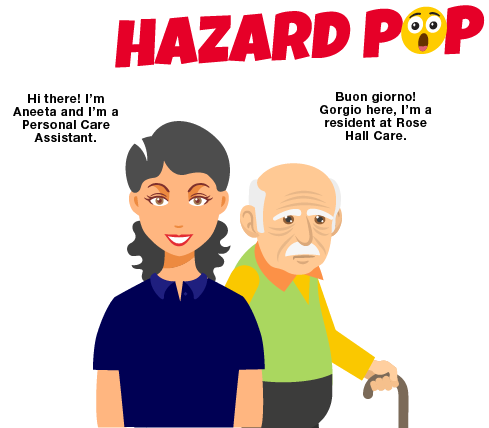 HAZARD POP
Hi there! I'm
Aneeta and I'm a
Personal Care
Assistant.
Buon giorno!
Gorgio here, I'm a
resident at Rose
Hall Care.